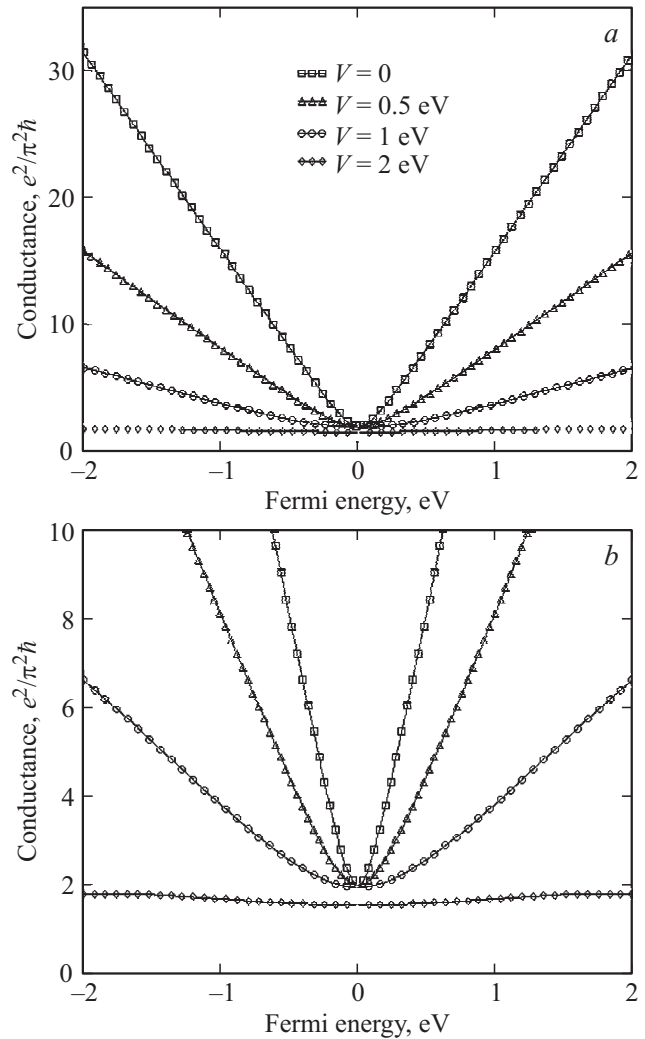 a
30
20
10
0
Conductance, e²/π²ℏ
V = 0
V = 0.5 eV
V = 1 eV
V = 2 eV
–2 –1 0 1 2
Fermi energy, eV
b
10
8
6
4
2
0
Conductance, e²/π²ℏ
–2 –1 0 1 2
Fermi energy, eV